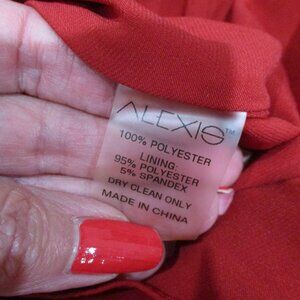 ALEXIS™
100% POLYESTER
LINING:
95% POLYESTER
5% SPANDEX
DRY CLEAN ONLY
MADE IN CHINA